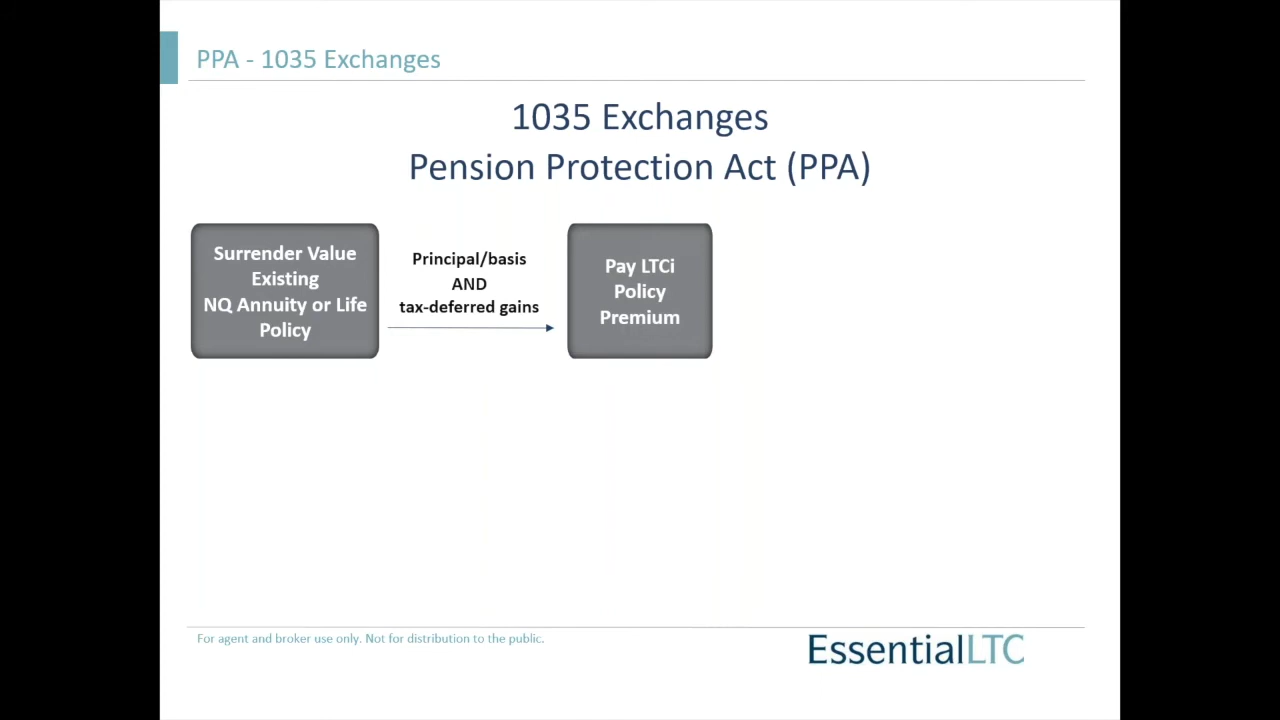 PPA - 1035 Exchanges
1035 Exchanges
Pension Protection Act (PPA)
Surrender Value
Existing
NQ Annuity or Life
Policy
Principal/basis
AND
tax-deferred gains
Pay LTCi
Policy
Premium
For agent and broker use only. Not for distribution to the public.
EssentialLTC